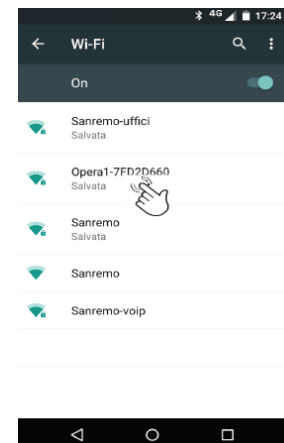 4G 17:24
Wi-Fi
On
Sanremo-uffici
Salvata
Opera1-7FD2D660
Salvata
Sanremo
Salvata
Sanremo
Sanremo-voip